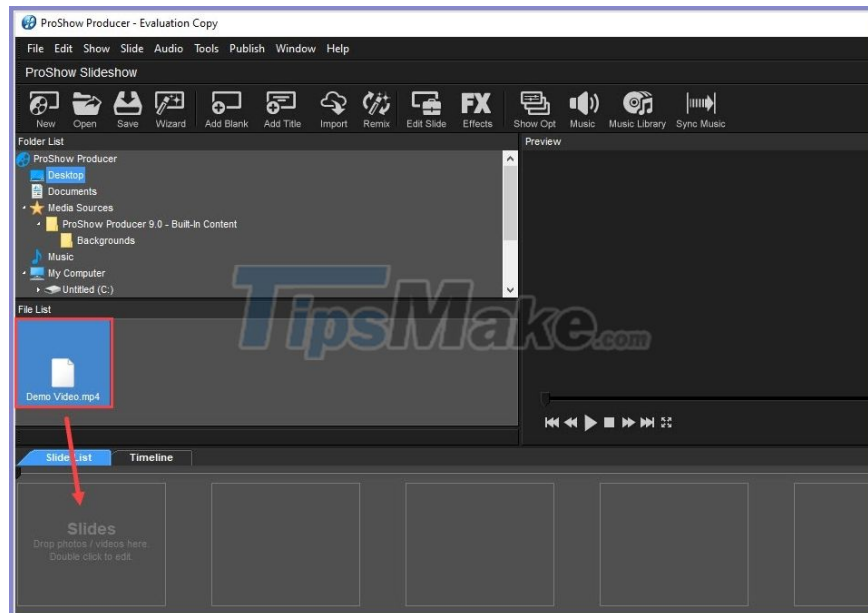 ProShow Producer - Evaluation Copy
File Edit Show Slide Audio Tools Publish Window Help
ProShow Slideshow
New Open Save Wizard Add Blank Add Title Import Remix Edit Slide Effects Show Opt Music Music Library Sync Music
FX
Folder List
Preview
ProShow Producer
Desktop
Documents
Media Sources
ProShow Producer 9.0 - Built-In Content
Backgrounds
Music
My Computer
Untitled (C:)
TipsMake.com
File List
Demo Video.mp4
Slide List Timeline
Slides
Drop photos / videos here.
Double click to edit.